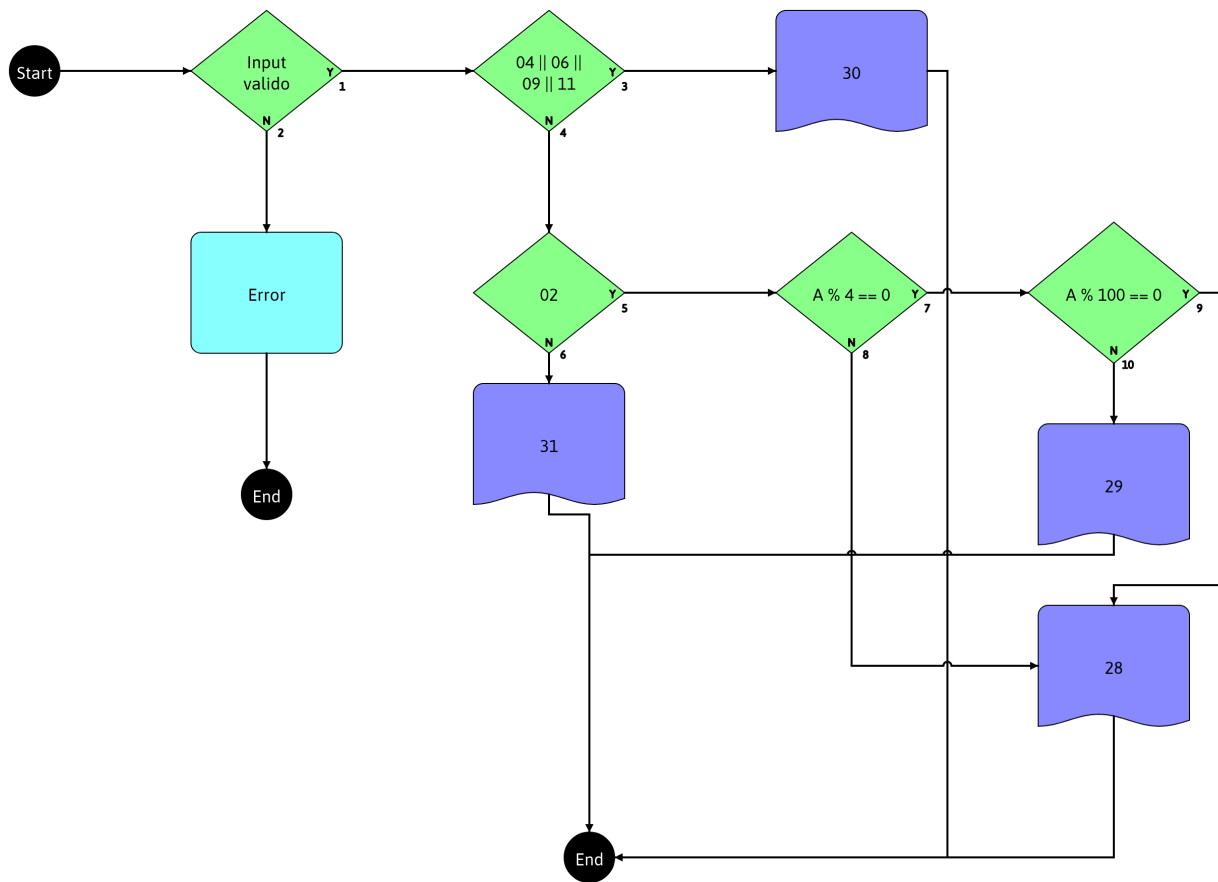 Start
Input
valido
Y
1
N
2
04 || 06 ||
09 || 11
Y
3
N
4
30
Error
02
Y
5
N
6
A % 4 == 0
Y
7
N
8
A % 100 == 0
Y
9
N
10
31
29
End
28
End